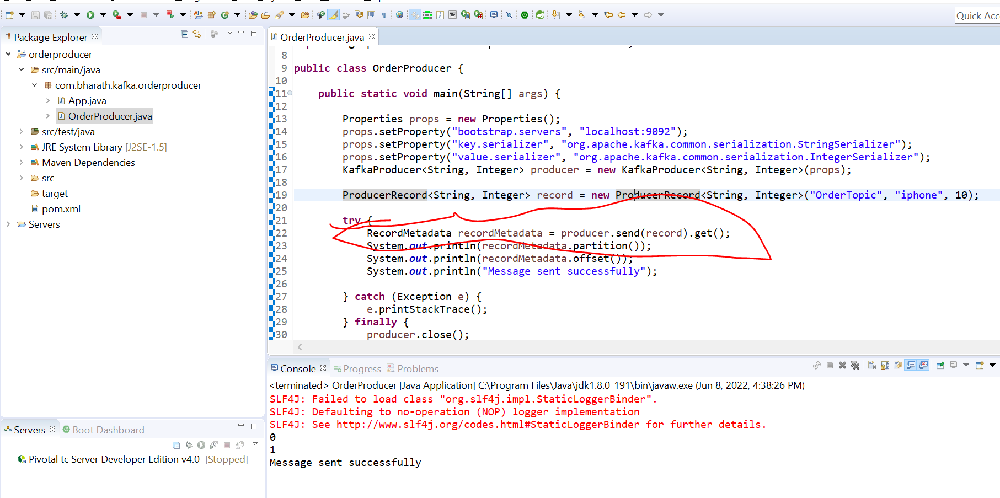 Quick Acc
Package Explorer
orderproducer
src/main/java
com.bharath.kafka.orderproducer
App.java
OrderProducer.java
src/test/java
JRE System Library [J2SE-1.5]
Maven Dependencies
src
target
pom.xml
Servers
OrderProducer.java
8
9 public class OrderProducer {
10
11 public static void main(String[] args) {
12
13 Properties props = new Properties();
14 props.setProperty("bootstrap.servers", "localhost:9092");
15 props.setProperty("key.serializer", "org.apache.kafka.common.serialization.StringSerializer");
16 props.setProperty("value.serializer", "org.apache.kafka.common.serialization.IntegerSerializer");
17 KafkaProducer<String, Integer> producer = new KafkaProducer<String, Integer>(props);
18
19 ProducerRecord<String, Integer> record = new ProducerRecord<String, Integer>("OrderTopic", "iphone", 10);
20
21 try {
22 RecordMetadata recordMetadata = producer.send(record).get();
23 System.out.println(recordMetadata.partition());
24 System.out.println(recordMetadata.offset());
25 System.out.println("Message sent successfully");
26
27 } catch (Exception e) {
28 e.printStackTrace();
29 } finally {
30 producer.close();
Console Progress Problems
<terminated> OrderProducer [Java Application] C:\Program Files\Java\jdk1.8.0_191\bin\javaw.exe (Jun 8, 2022, 4:38:26 PM)
SLF4J: Failed to load class "org.slf4j.impl.StaticLoggerBinder".
SLF4J: Defaulting to no-operation (NOP) logger implementation
SLF4J: See http://www.slf4j.org/codes.html#StaticLoggerBinder for further details.
0
1
Message sent successfully
Servers Boot Dashboard
Pivotal tc Server Developer Edition v4.0 [Stopped]